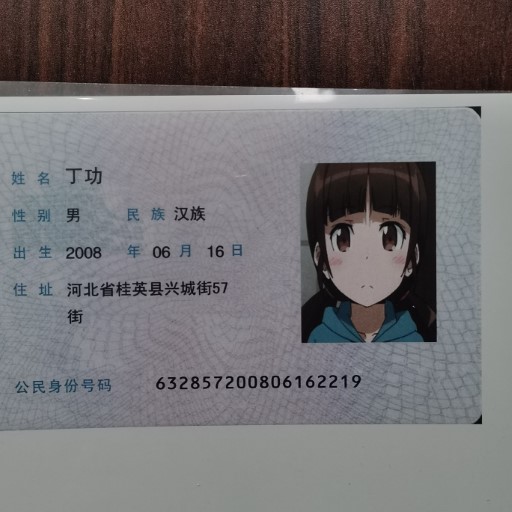 姓名 丁功
性别 男 民族 汉族
出生 2008 年 06 月 16 日
住址 河北省桂英县兴城街57
街
公民身份号码 632857200806162219